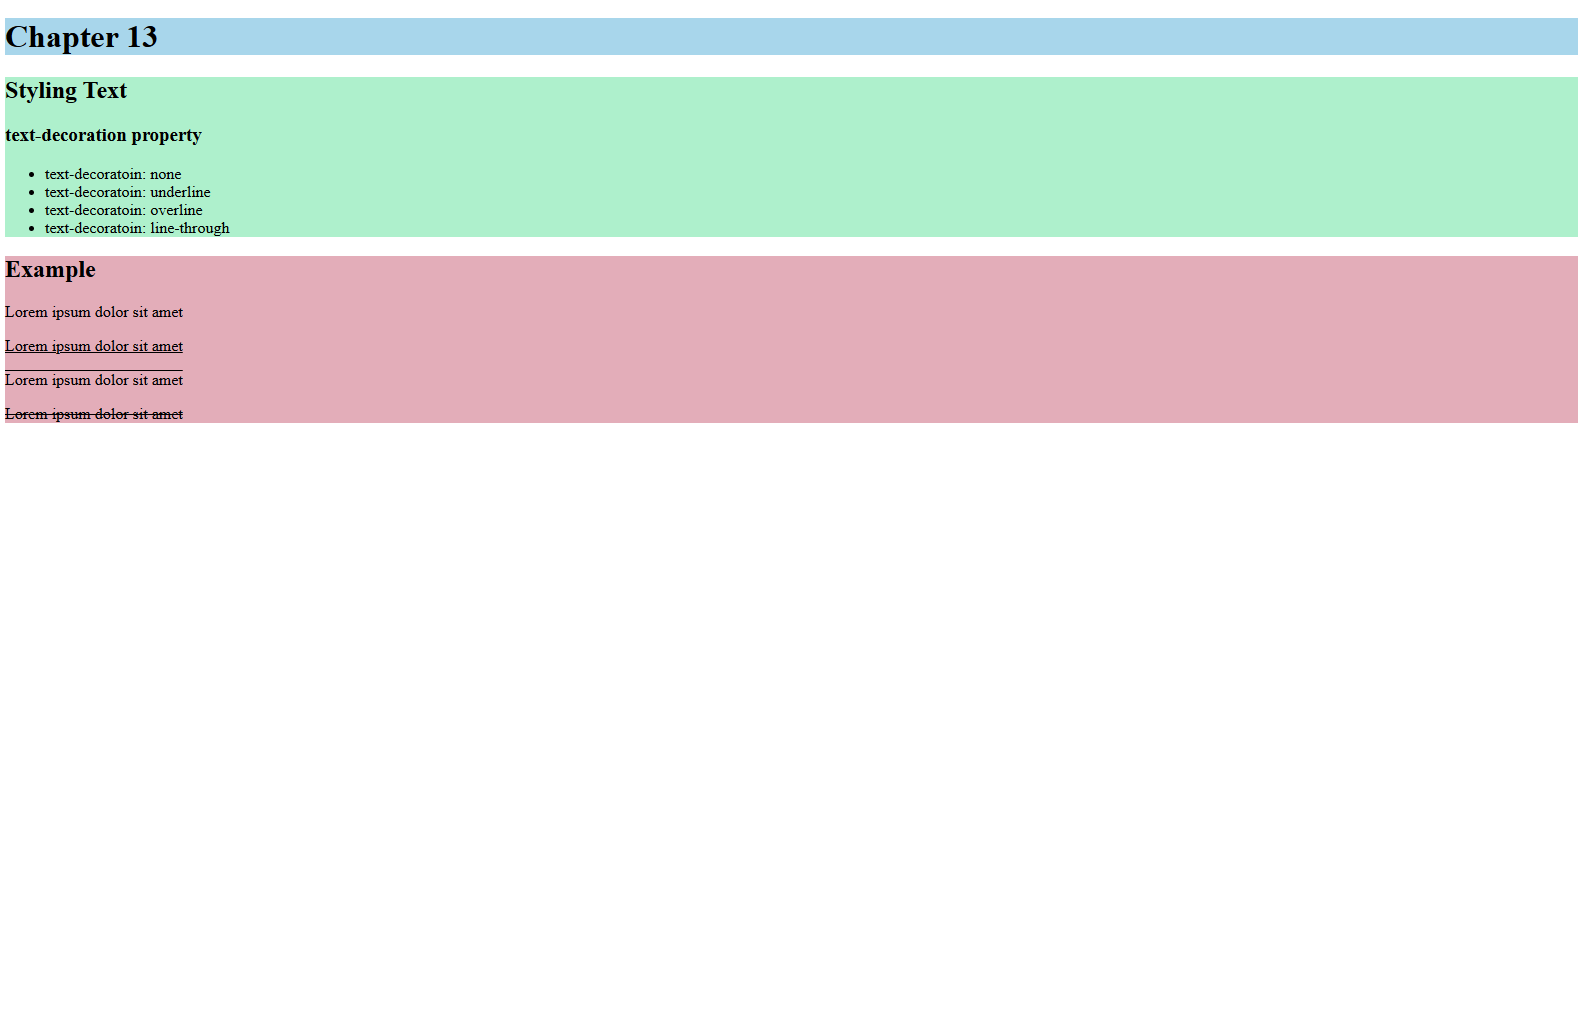 Chapter 13
Styling Text
text-decoration property
text-decoratoin: none
text-decoratoin: underline
text-decoratoin: overline
text-decoratoin: line-through
Example
Lorem ipsum dolor sit amet
Lorem ipsum dolor sit amet
Lorem ipsum dolor sit amet
Lorem ipsum dolor sit amet